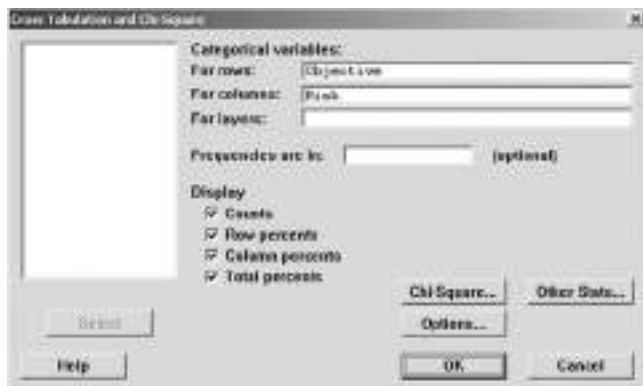 Cross Tabulation and Chi-Square
Categorical variables:
For rows: Objective
For columns: Risk
For layers:
Frequencies are in: (optional)
Display
Counts
Row percents
Column percents
Total percents
Chi-Square... Other Stats...
Select Options...
Help OK Cancel